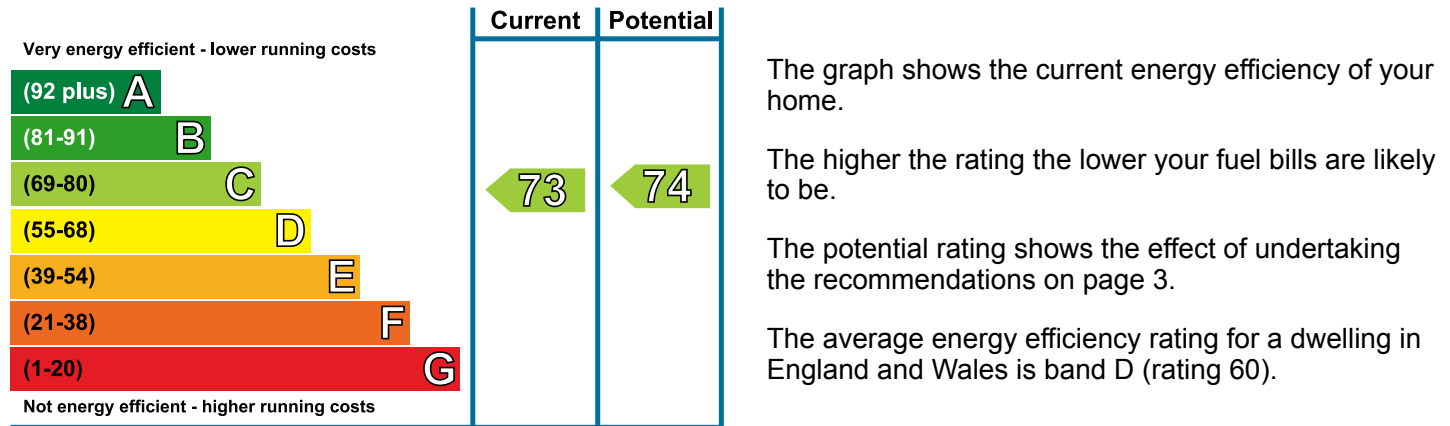 Current Potential
Very energy efficient - lower running costs
(92 plus) A
(81-91) B
(69-80) C
73 74
(55-68) D
(39-54) E
(21-38) F
(1-20) G
Not energy efficient - higher running costs
The graph shows the current energy efficiency of your
home.
The higher the rating the lower your fuel bills are likely
to be.
The potential rating shows the effect of undertaking
the recommendations on page 3.
The average energy efficiency rating for a dwelling in
England and Wales is band D (rating 60).